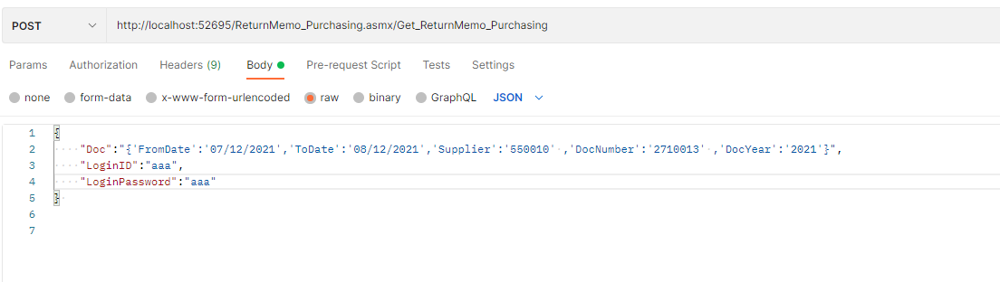 POST http://localhost:52695/ReturnMemo_Purchasing.asmx/Get_ReturnMemo_Purchasing
Params Authorization Headers (9) Body Pre-request Script Tests Settings
none form-data x-www-form-urlencoded raw binary GraphQL JSON
1 {
2 "Doc":"{'FromDate':'07/12/2021','ToDate':'08/12/2021','Supplier':'550010' ,'DocNumber':'2710013' ,'DocYear':'2021'}",
3 "LoginID":"aaa",
4 "LoginPassword":"aaa"
5 }
6
7